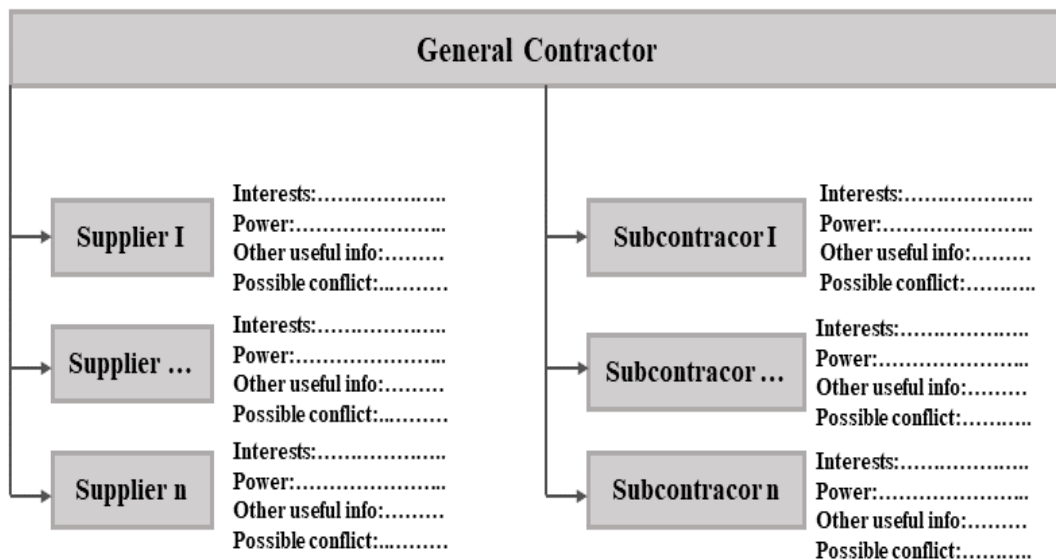 General Contractor
Supplier I
Interests:…………………..
Power:……………………...
Other useful info:………
Possible conflict:...………
Supplier …
Interests:…………………..
Power:……………………...
Other useful info:………
Possible conflict:...………
Supplier n
Interests:…………………..
Power:……………………...
Other useful info:………
Possible conflict:...………
Subcontracor I
Interests:…………………..
Power:……………………...
Other useful info:………
Possible conflict:………..
Subcontracor …
Interests:…………………..
Power:……………………...
Other useful info:………
Possible conflict:………..
Subcontracor n
Interests:…………………..
Power:……………………...
Other useful info:………
Possible conflict:………..